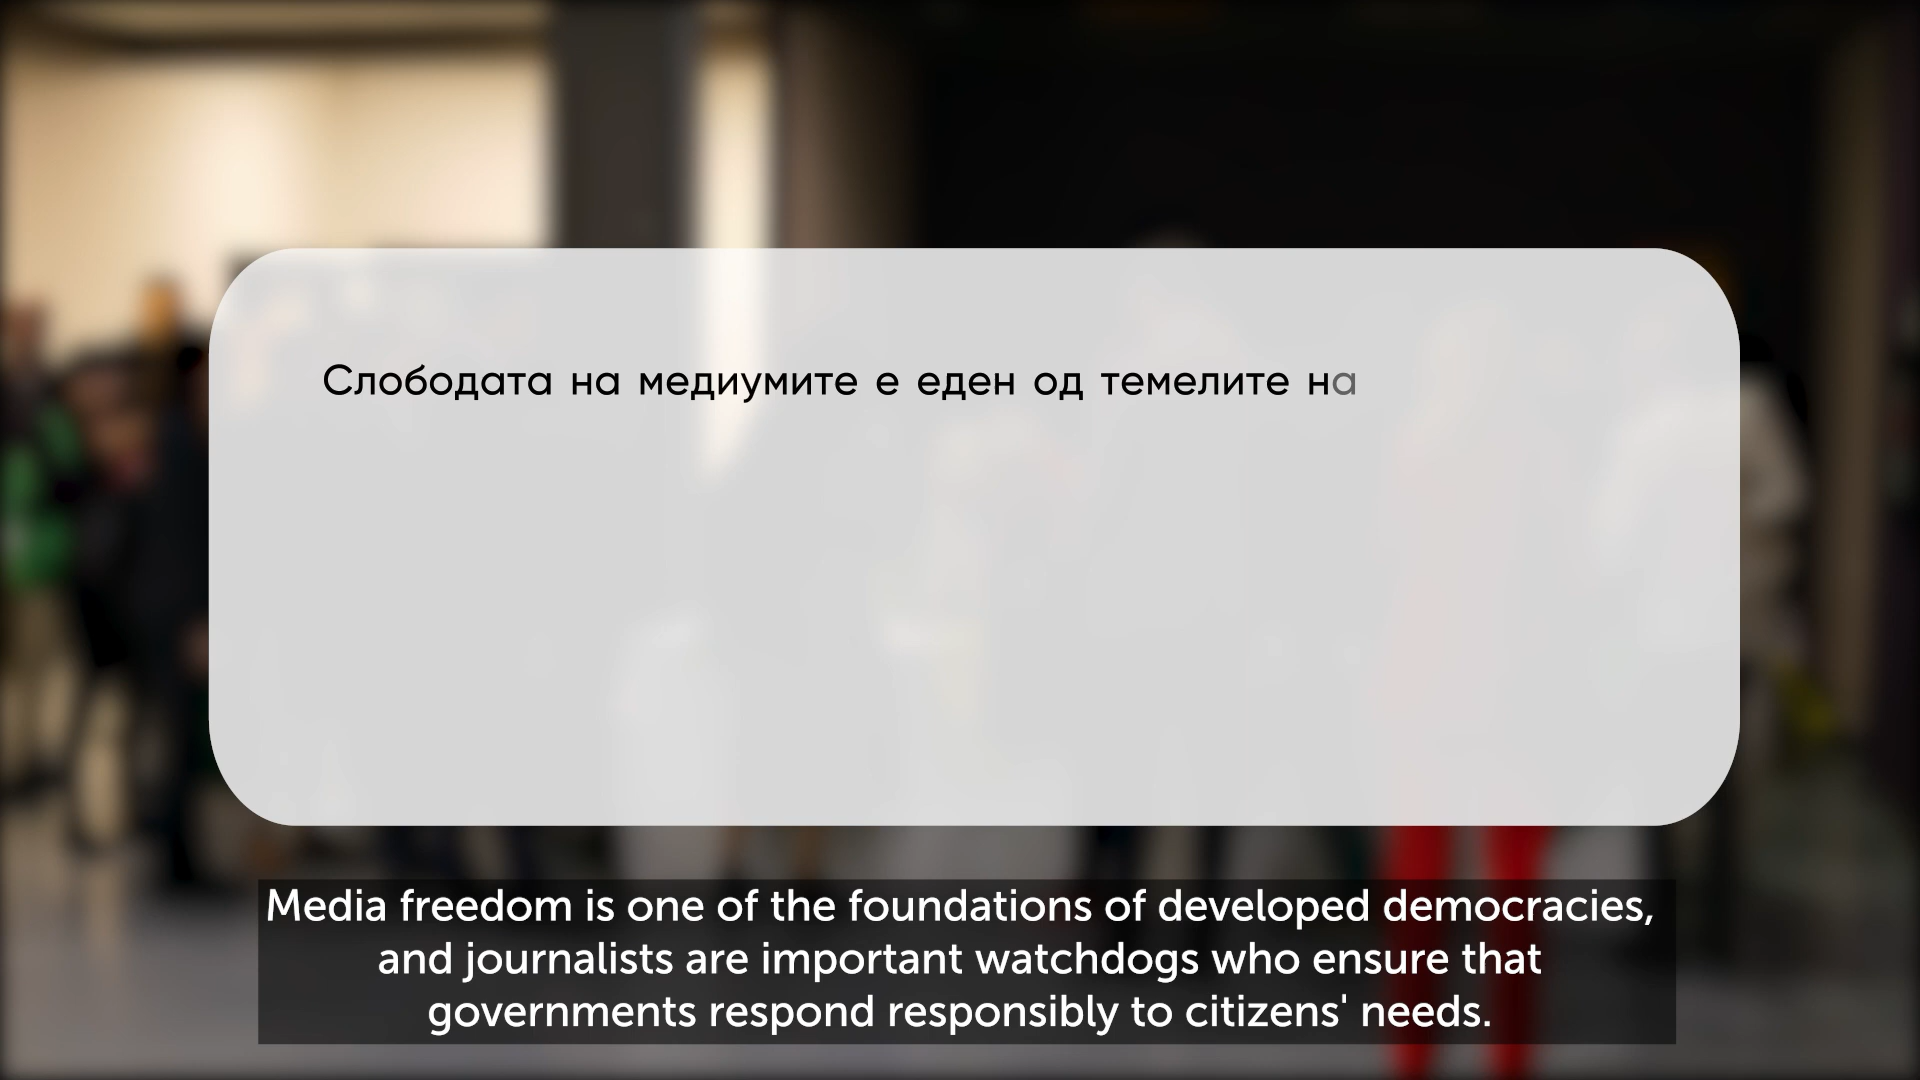 Слободата на медиумите е еден од темелите на
Media freedom is one of the foundations of developed democracies,
and journalists are important watchdogs who ensure that
governments respond responsibly to citizens' needs.